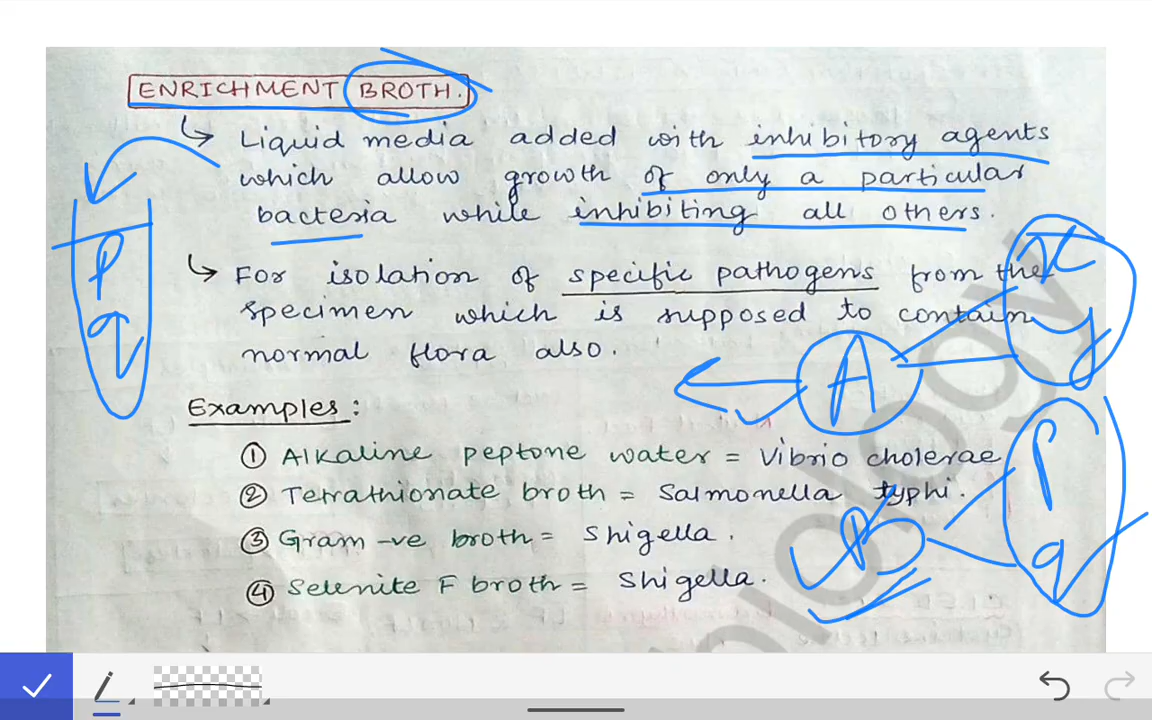 ENRICHMENT BROTH.
↳ Liquid media added with inhibitory agents
which allow growth of only a particular
bacteria while inhibiting all others.
↳ For isolation of specific pathogens from the
specimen which is supposed to contain
normal flora also.
Examples:
① Alkaline peptone water = Vibrio cholerae
② Tetrathionate broth = Salmonella typhi.
③ Gram -ve broth = Shigella.
④ Selenite F broth = Shigella.
P
q
A
x
y
B
P
q